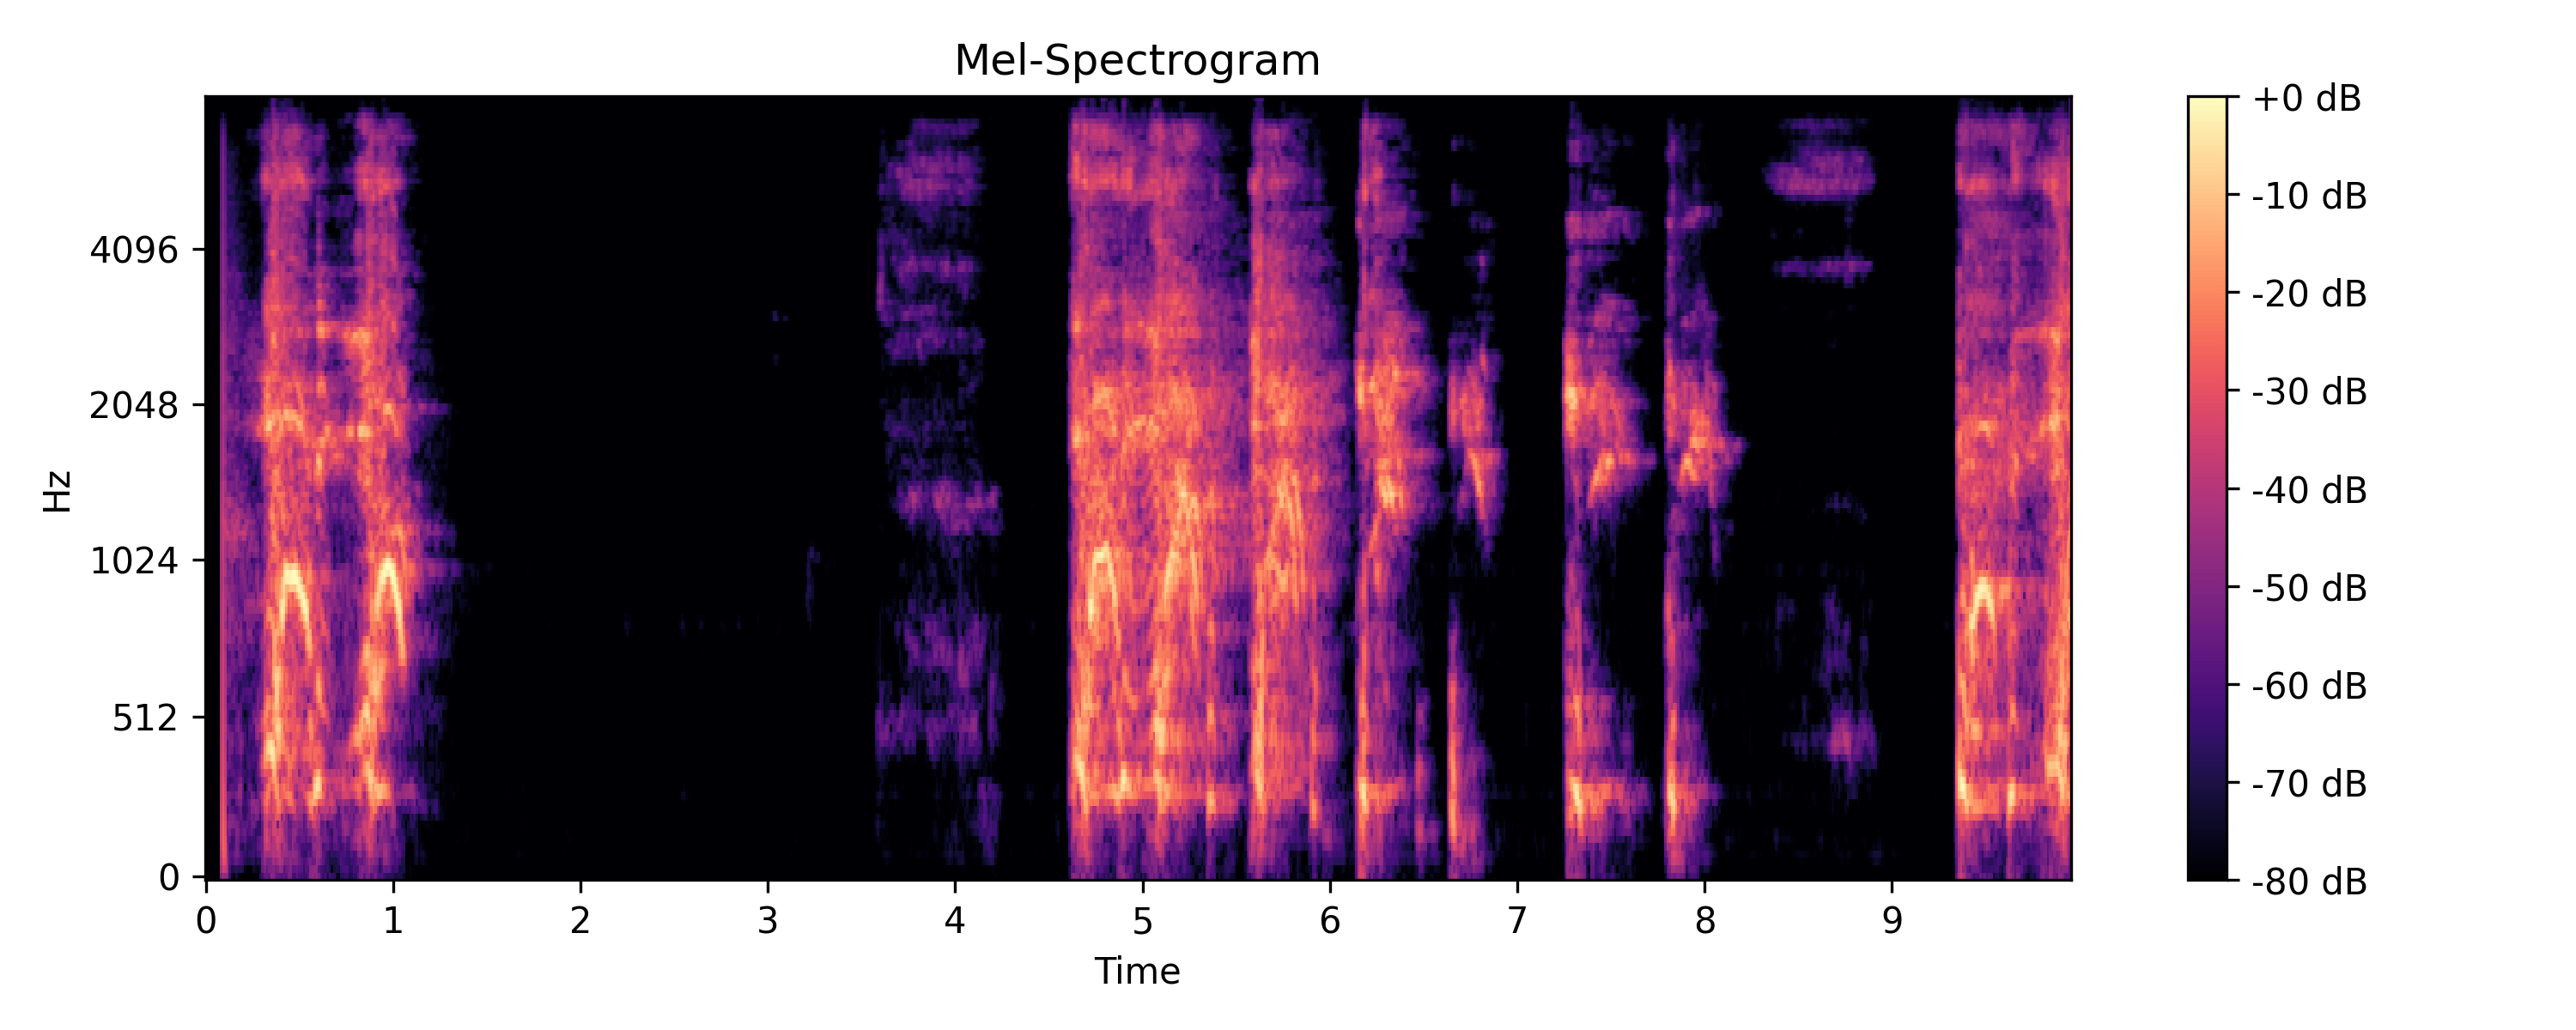 Mel-Spectrogram
+0 dB
-10 dB
-20 dB
-30 dB
-40 dB
-50 dB
-60 dB
-70 dB
-80 dB
Hz
4096
2048
1024
512
0
0 1 2 3 4 5 6 7 8 9
Time